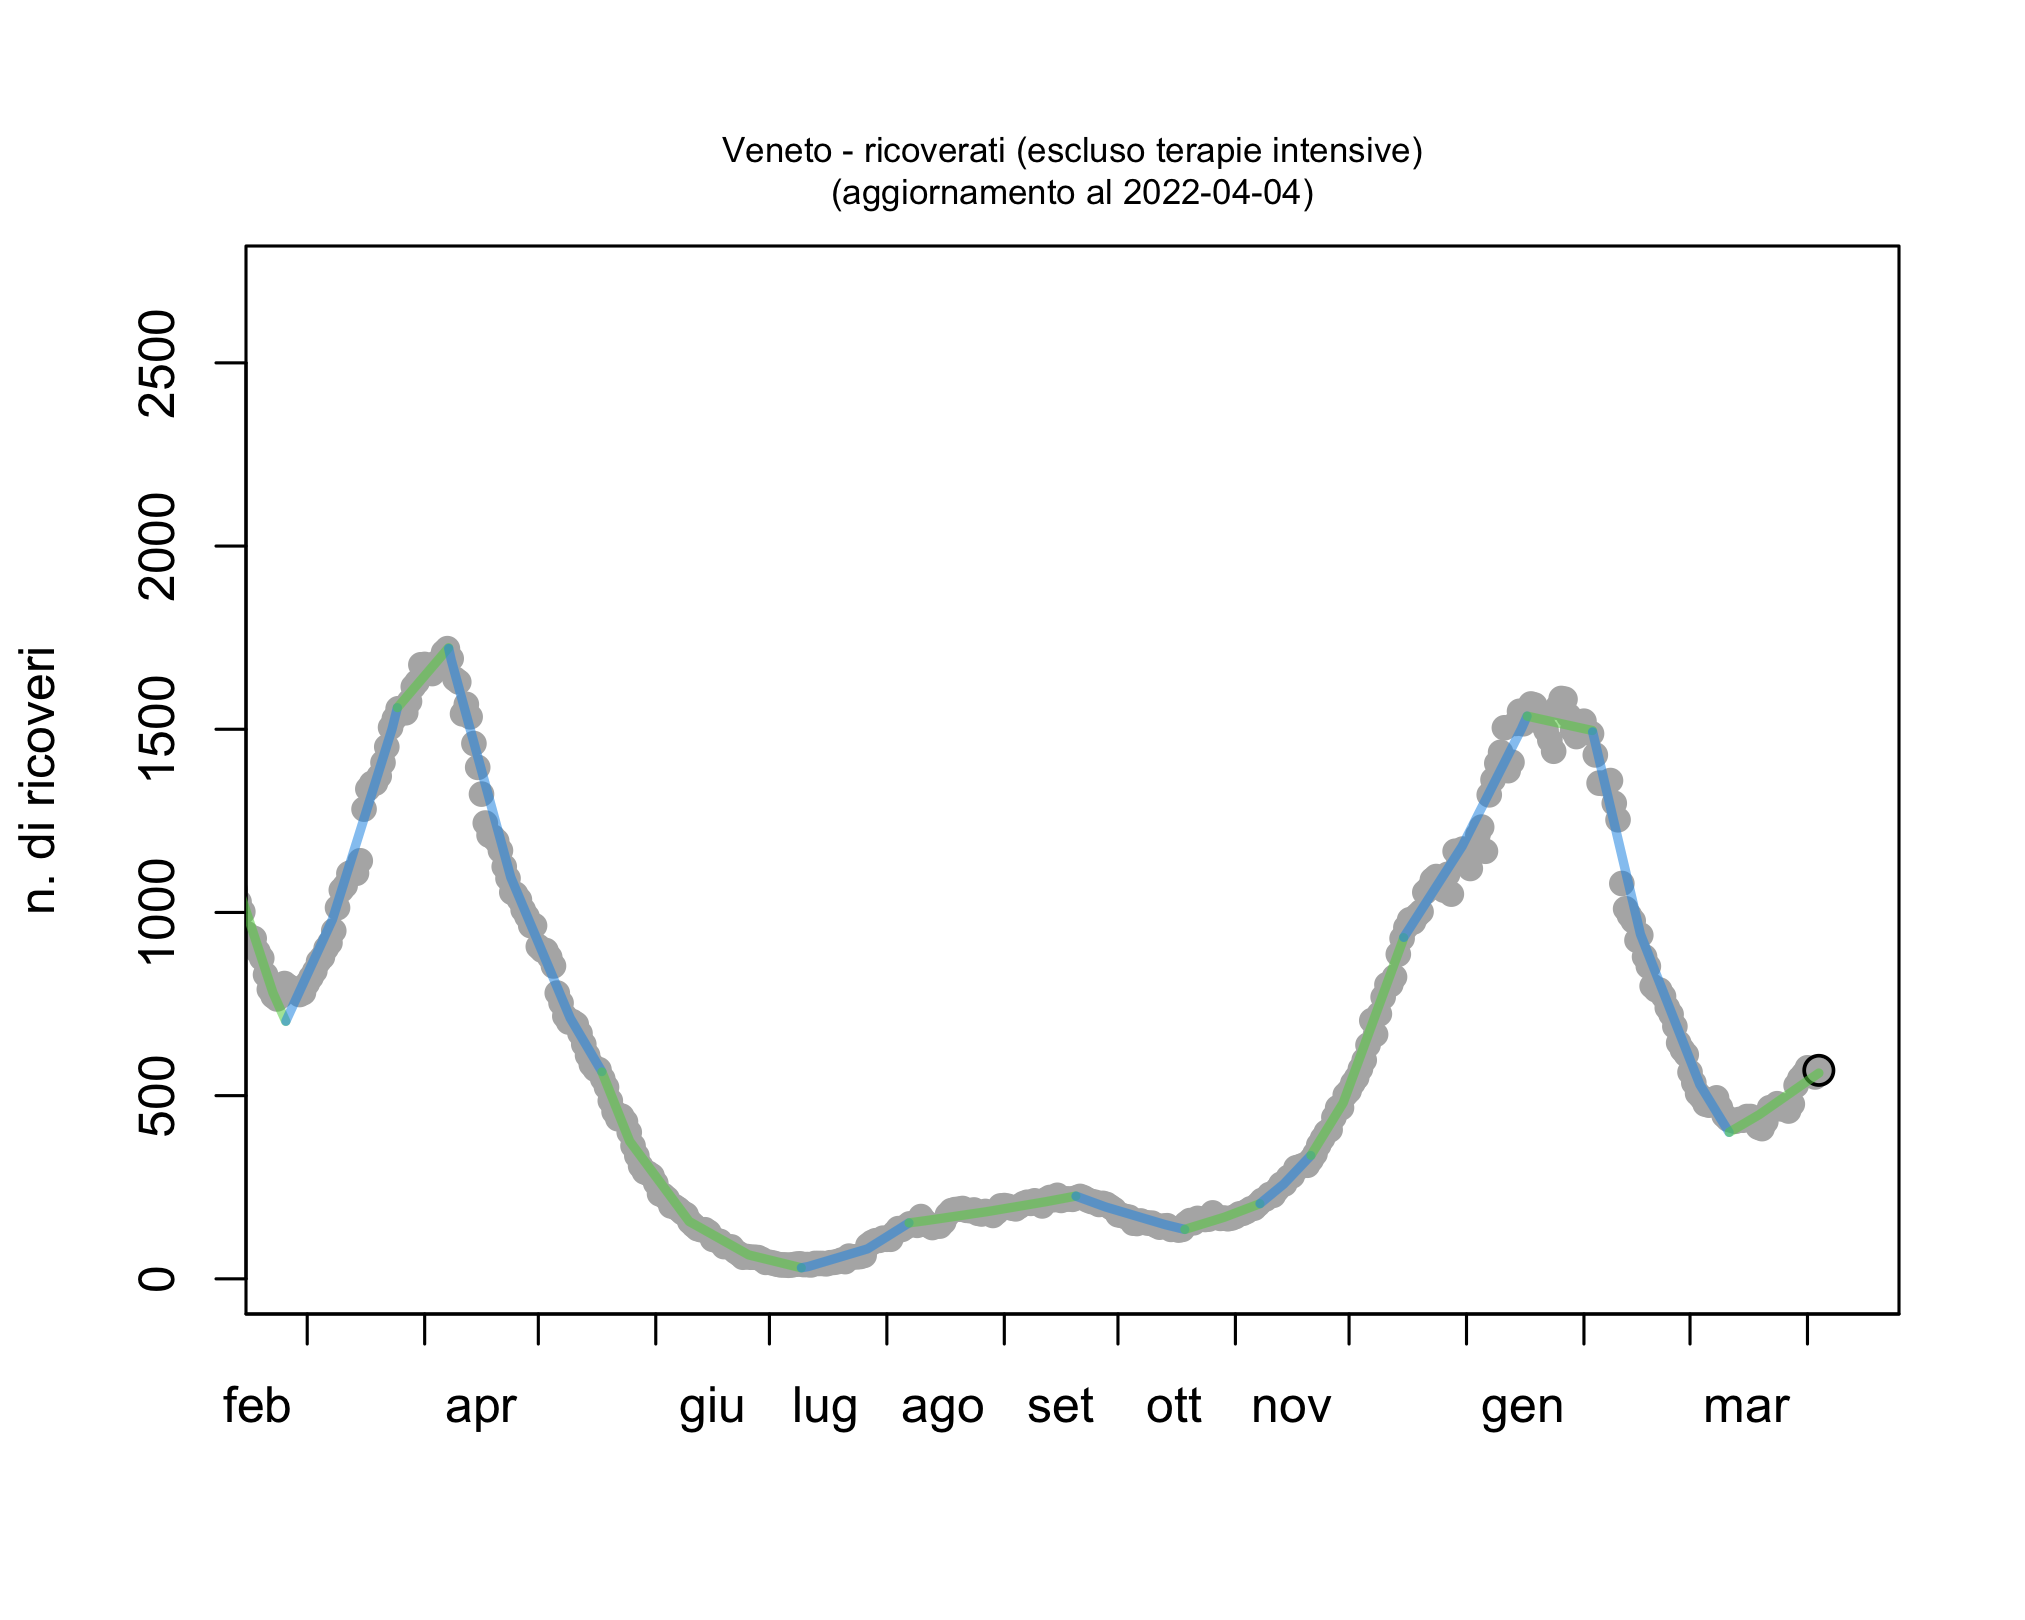 Veneto - ricoverati (escluso terapie intensive)
(aggiornamento al 2022-04-04)
n. di ricoveri
2500
2000
1500
1000
500
0
feb apr giu lug ago set ott nov gen mar